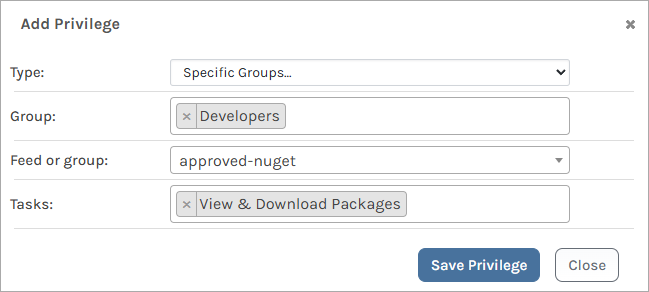 Add Privilege ×
Type: Specific Groups...
Group: × Developers
Feed or group: approved-nuget
Tasks: × View & Download Packages
Save Privilege Close